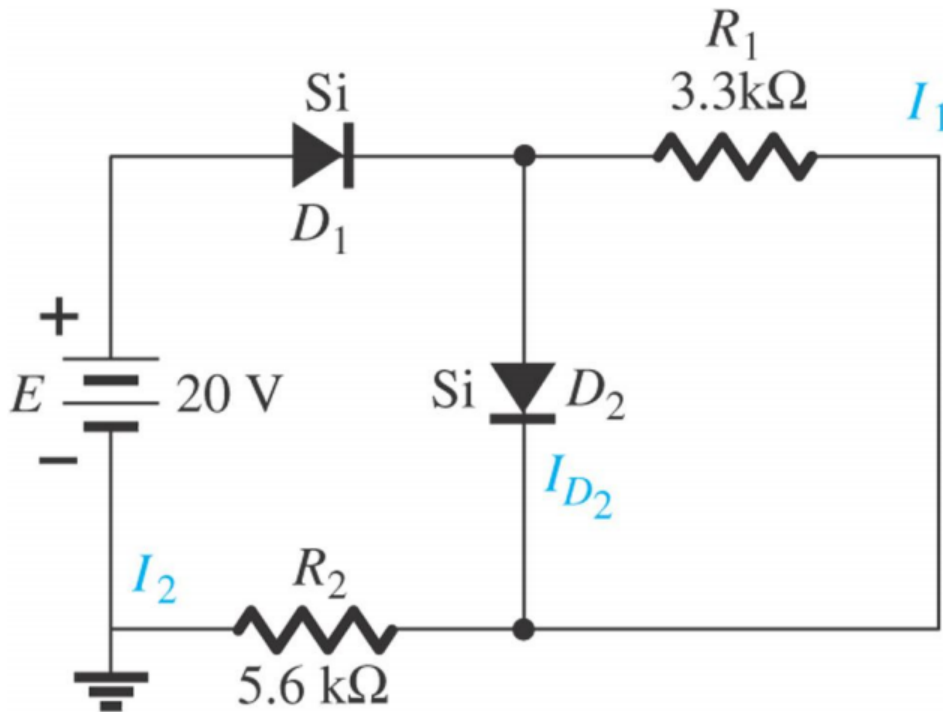 R1
3.3kΩ
I1
Si
D1
+
E
20 V
−
Si
D2
ID2
I2
R2
5.6 kΩ